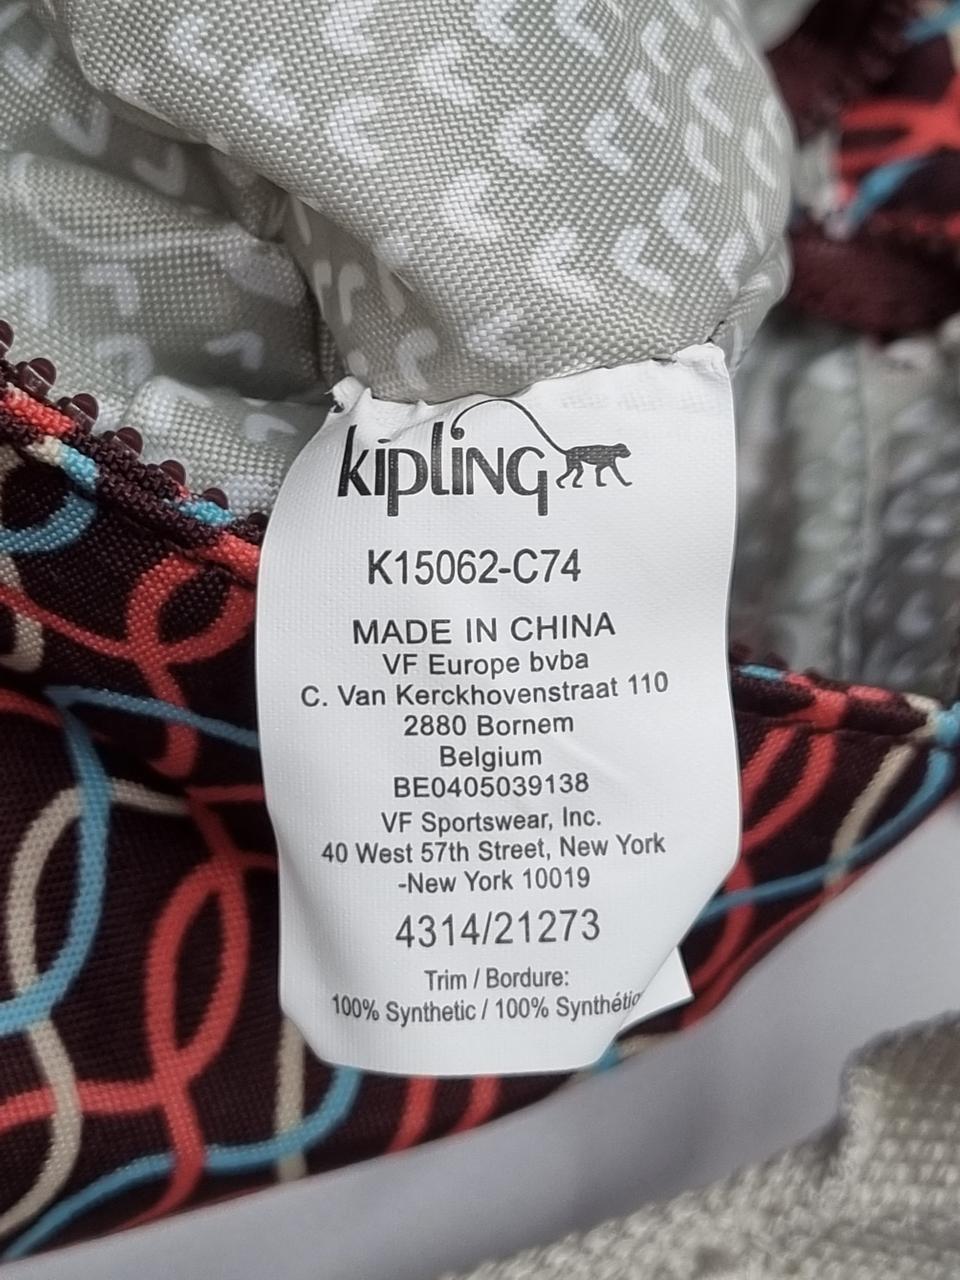 kipling
K15062-C74
MADE IN CHINA
VF Europe bvba
C. Van Kerckhovenstraat 110
2880 Bornem
Belgium
BE0405039138
VF Sportswear, Inc.
40 West 57th Street, New York
-New York 10019
4314/21273
Trim / Bordure:
100% Synthetic / 100% Synthétiq